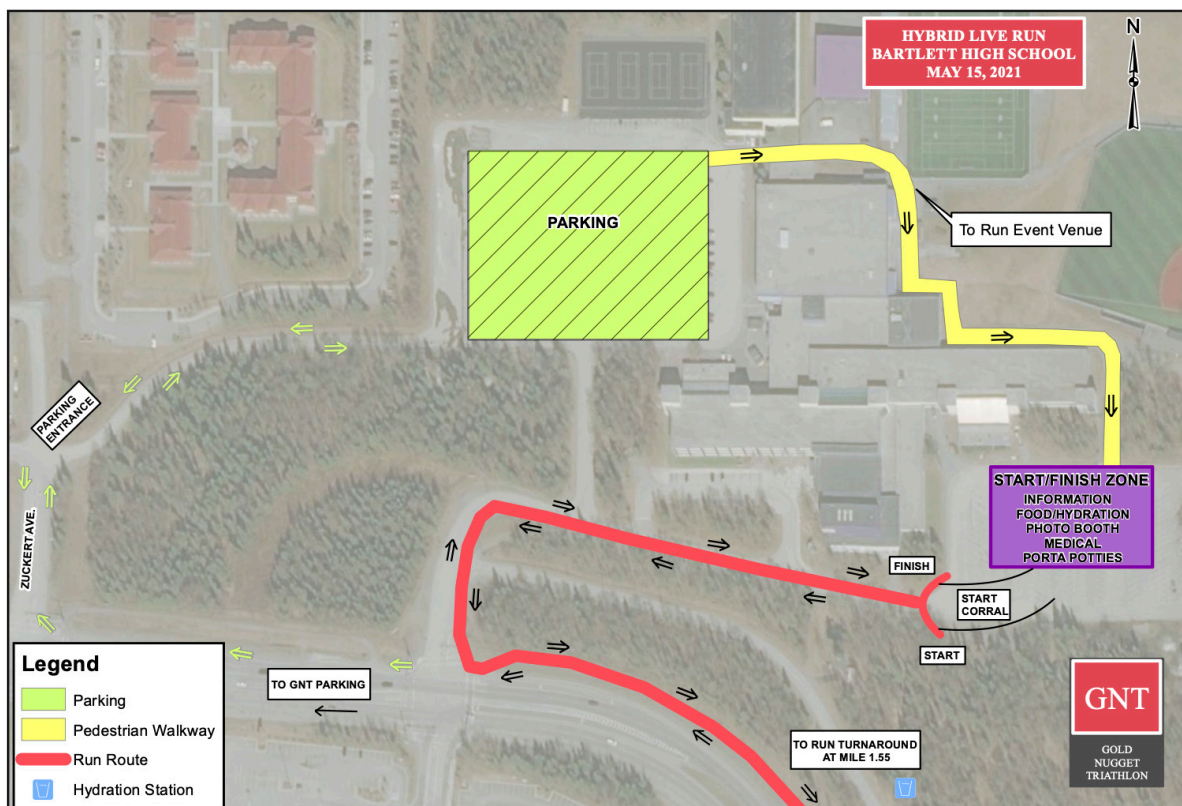 HYBRID LIVE RUN
BARTLETT HIGH SCHOOL
MAY 15, 2021
N
PARKING
To Run Event Venue
PARKING
ENTRANCE
ZUCKERT AVE.
START/FINISH ZONE
INFORMATION
FOOD/HYDRATION
PHOTO BOOTH
MEDICAL
PORTA POTTIES
FINISH
START
CORRAL
START
TO GNT PARKING
TO RUN TURNAROUND
AT MILE 1.55
Legend
Parking
Pedestrian Walkway
Run Route
Hydration Station
GNT
GOLD
NUGGET
TRIATHLON